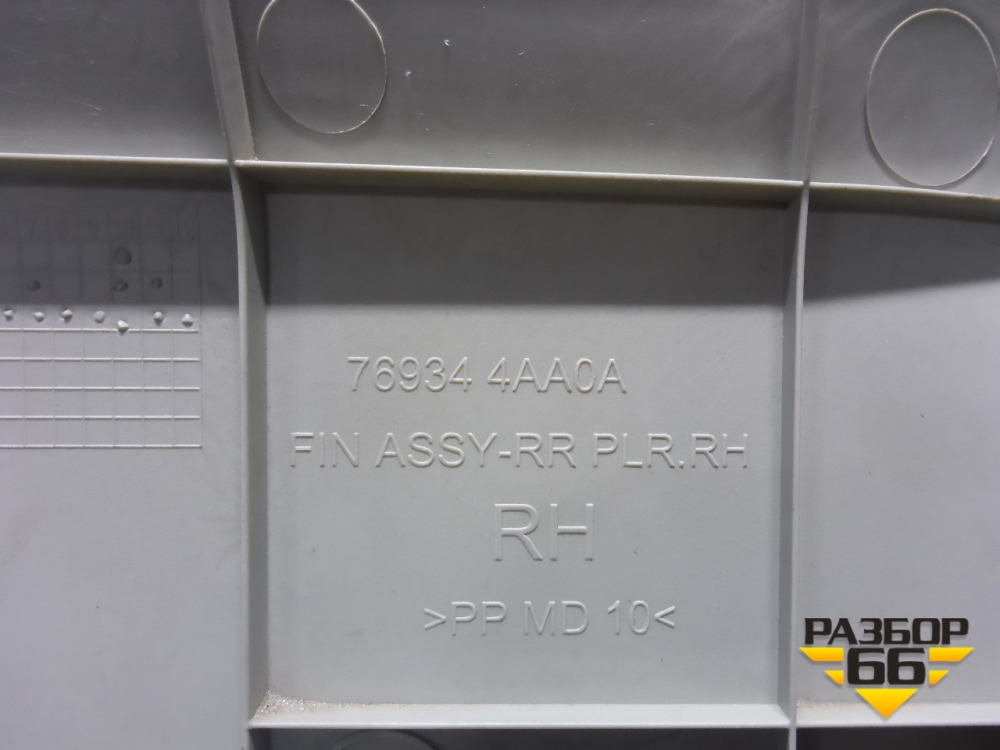 76934 4AA0A
FIN ASSY-RR PLR.RH
RH
>PP MD 10<
РАЗБОР
66